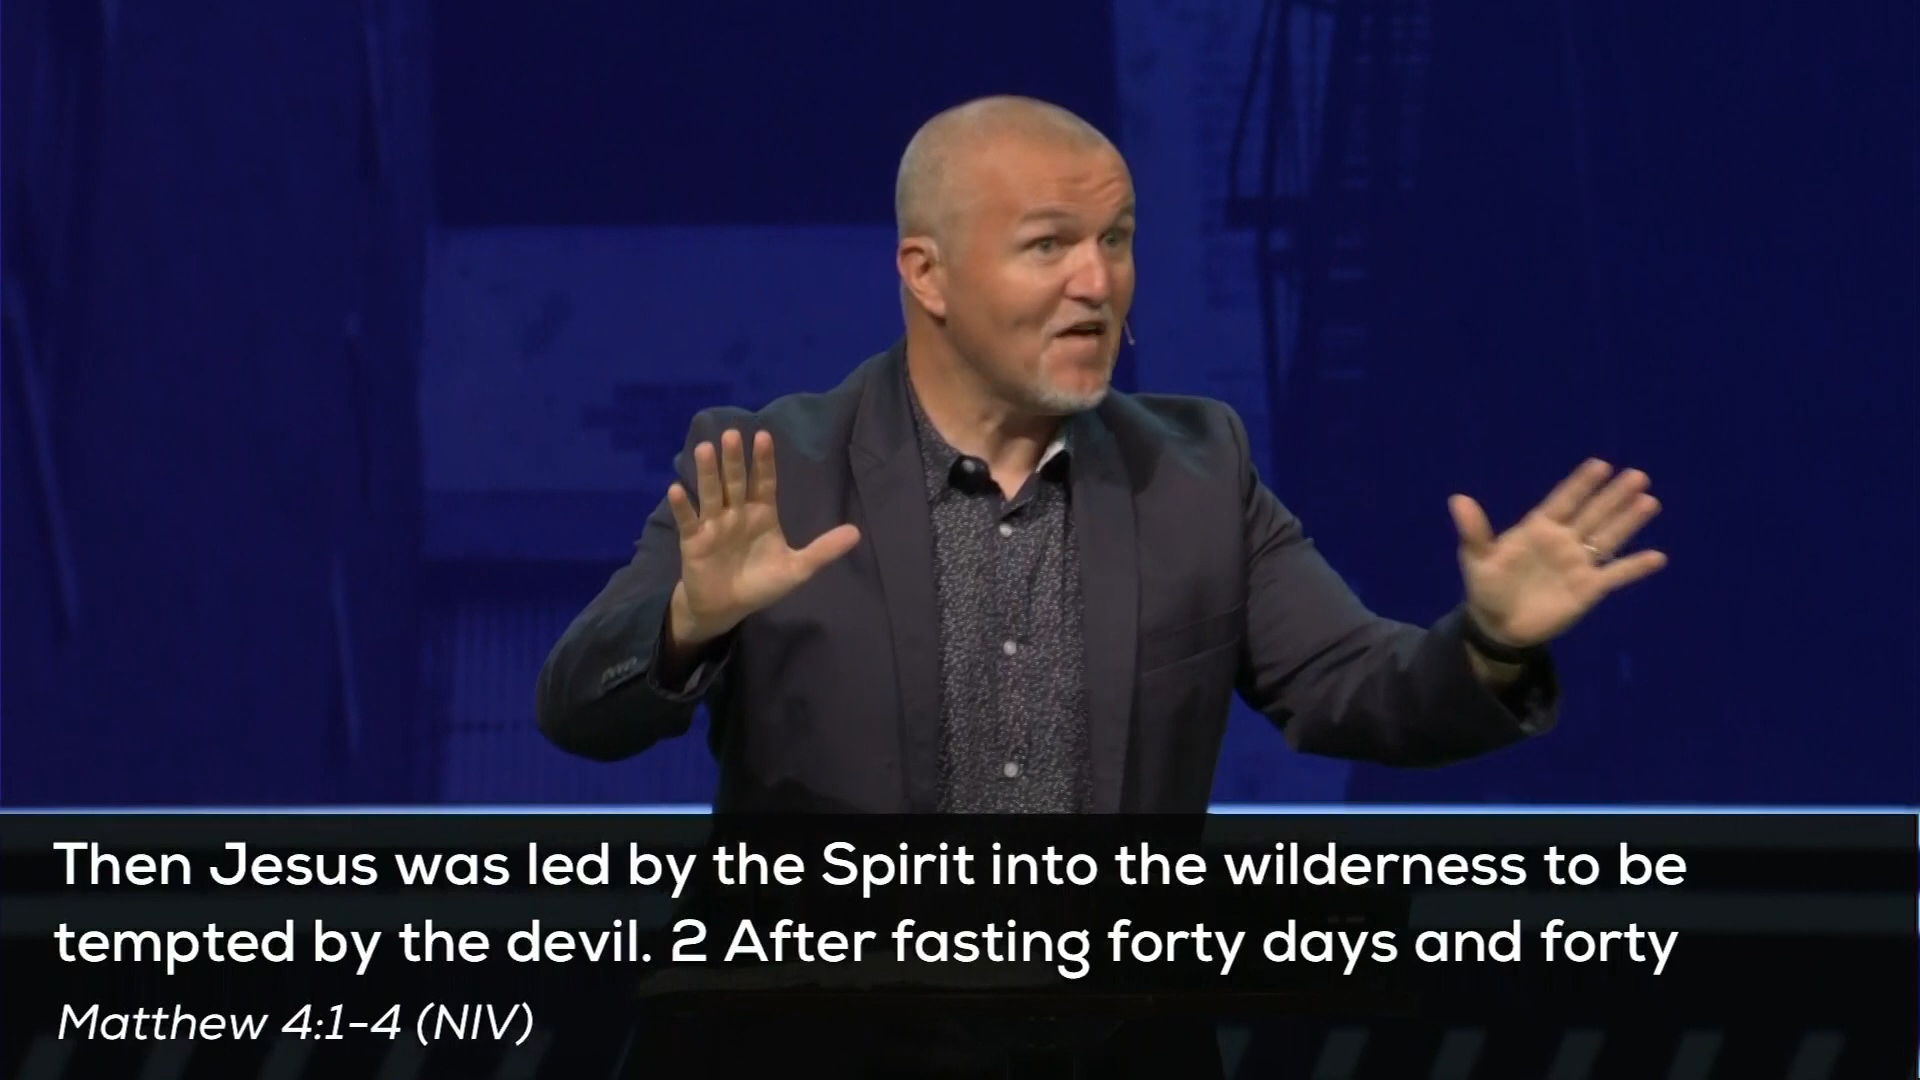 Then Jesus was led by the Spirit into the wilderness to be
tempted by the devil. 2 After fasting forty days and forty
Matthew 4:1-4 (NIV)